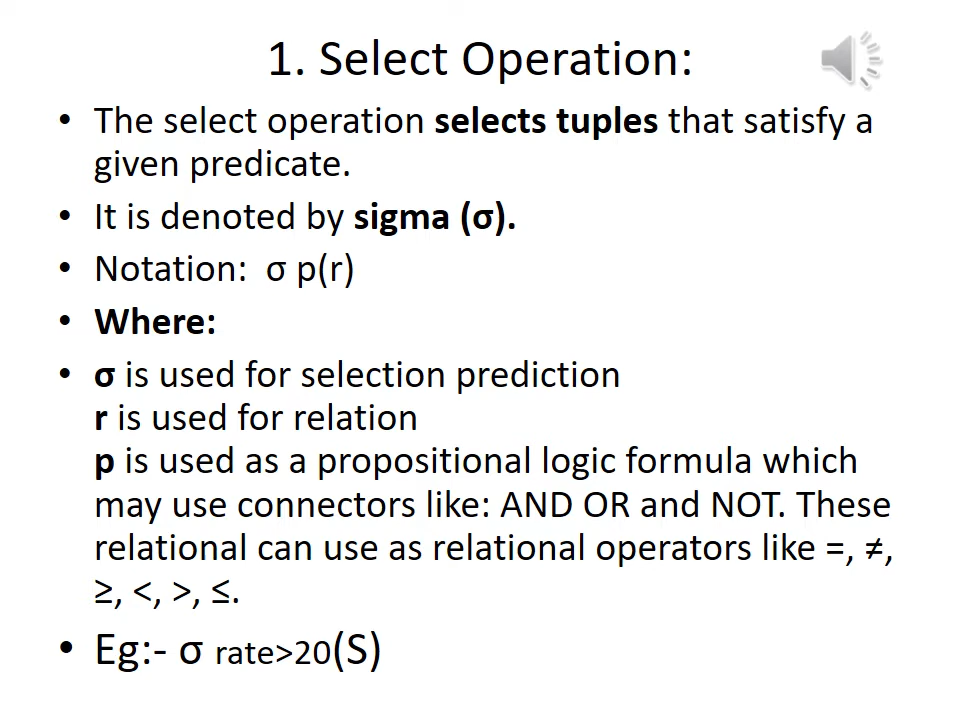 1. Select Operation:
• The select operation selects tuples that satisfy a
given predicate.
• It is denoted by sigma (σ).
• Notation:  σ p(r)
• Where:
• σ is used for selection prediction
r is used for relation
p is used as a propositional logic formula which
may use connectors like: AND OR and NOT. These
relational can use as relational operators like =, ≠,
≥, <, >, ≤.
• Eg:- σ rate>20(S)